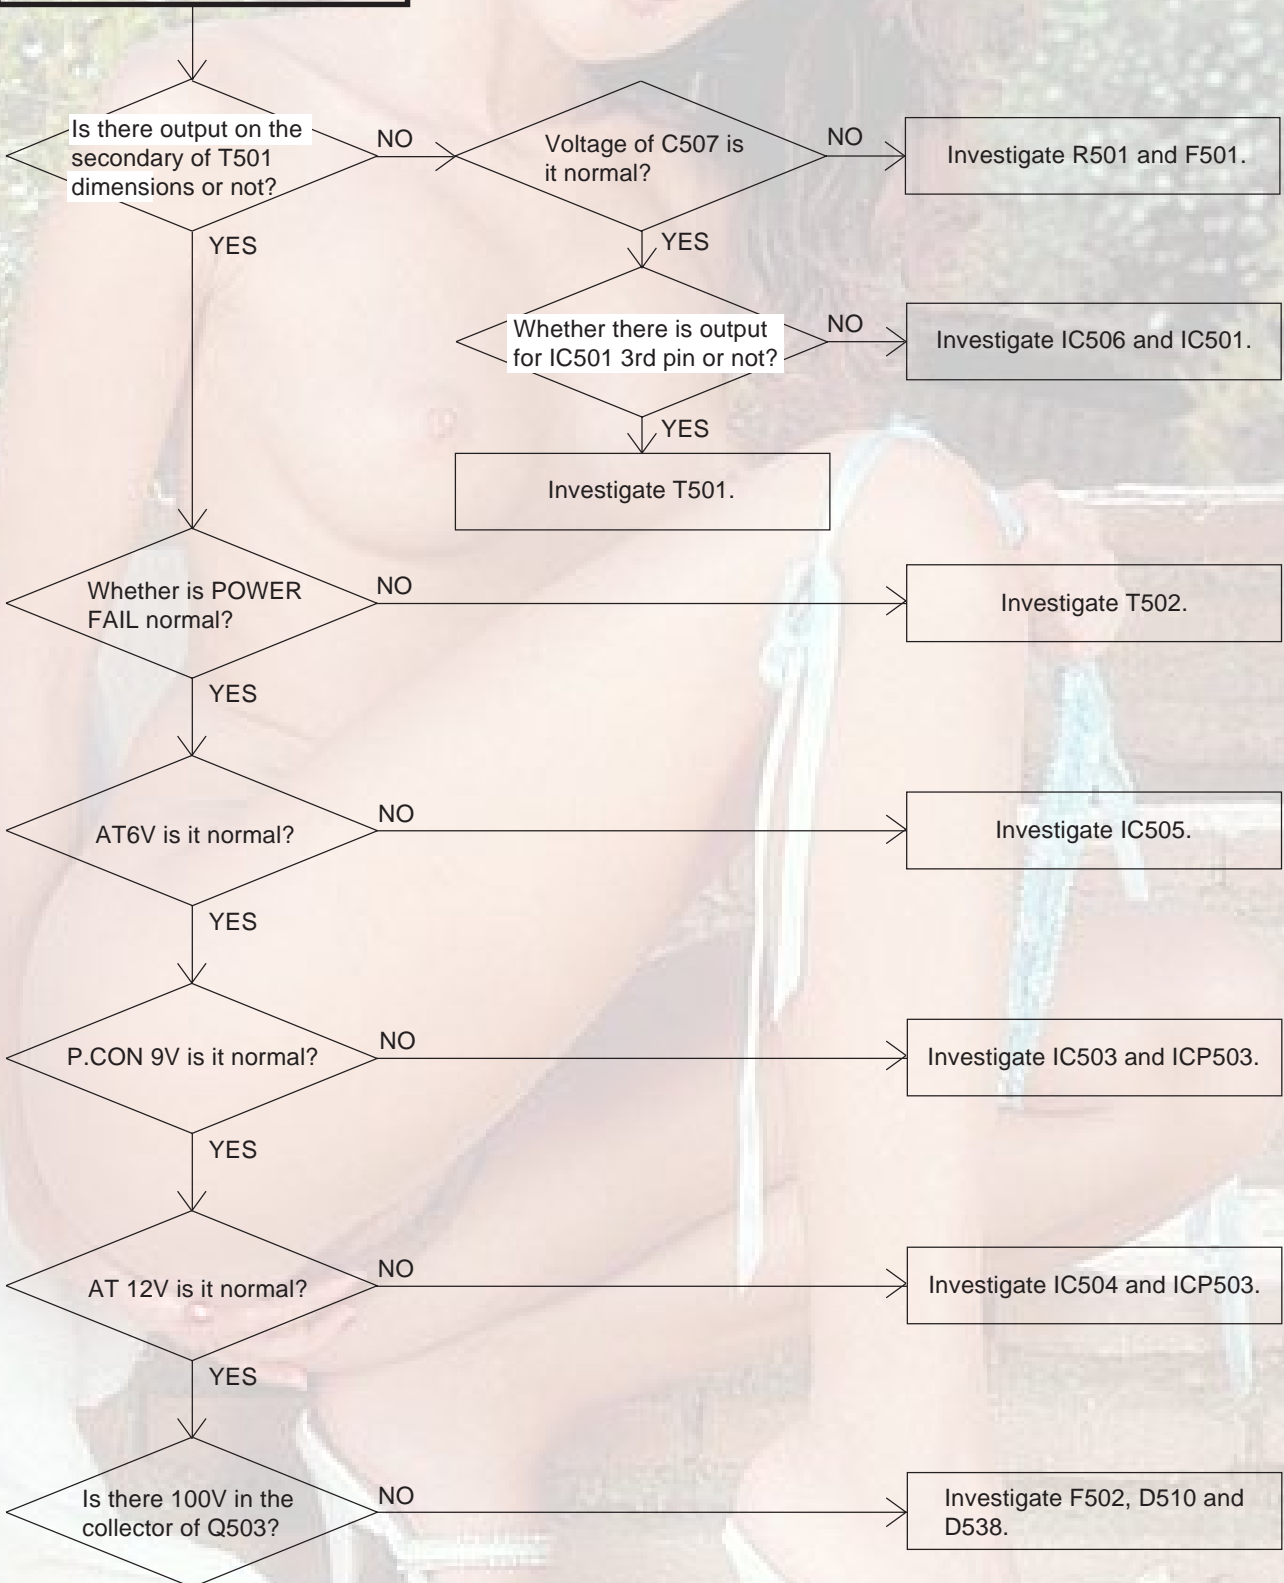 Is there output on the
secondary of T501
dimensions or not?
NO
Voltage of C507 is
it normal?
NO
Investigate R501 and F501.
YES
YES
Whether there is output
for IC501 3rd pin or not?
NO
Investigate IC506 and IC501.
YES
Investigate T501.
Whether is POWER
FAIL normal?
NO
Investigate T502.
YES
AT6V is it normal?
NO
Investigate IC505.
YES
P.CON 9V is it normal?
NO
Investigate IC503 and ICP503.
YES
AT 12V is it normal?
NO
Investigate IC504 and ICP503.
YES
Is there 100V in the
collector of Q503?
NO
Investigate F502, D510 and
D538.